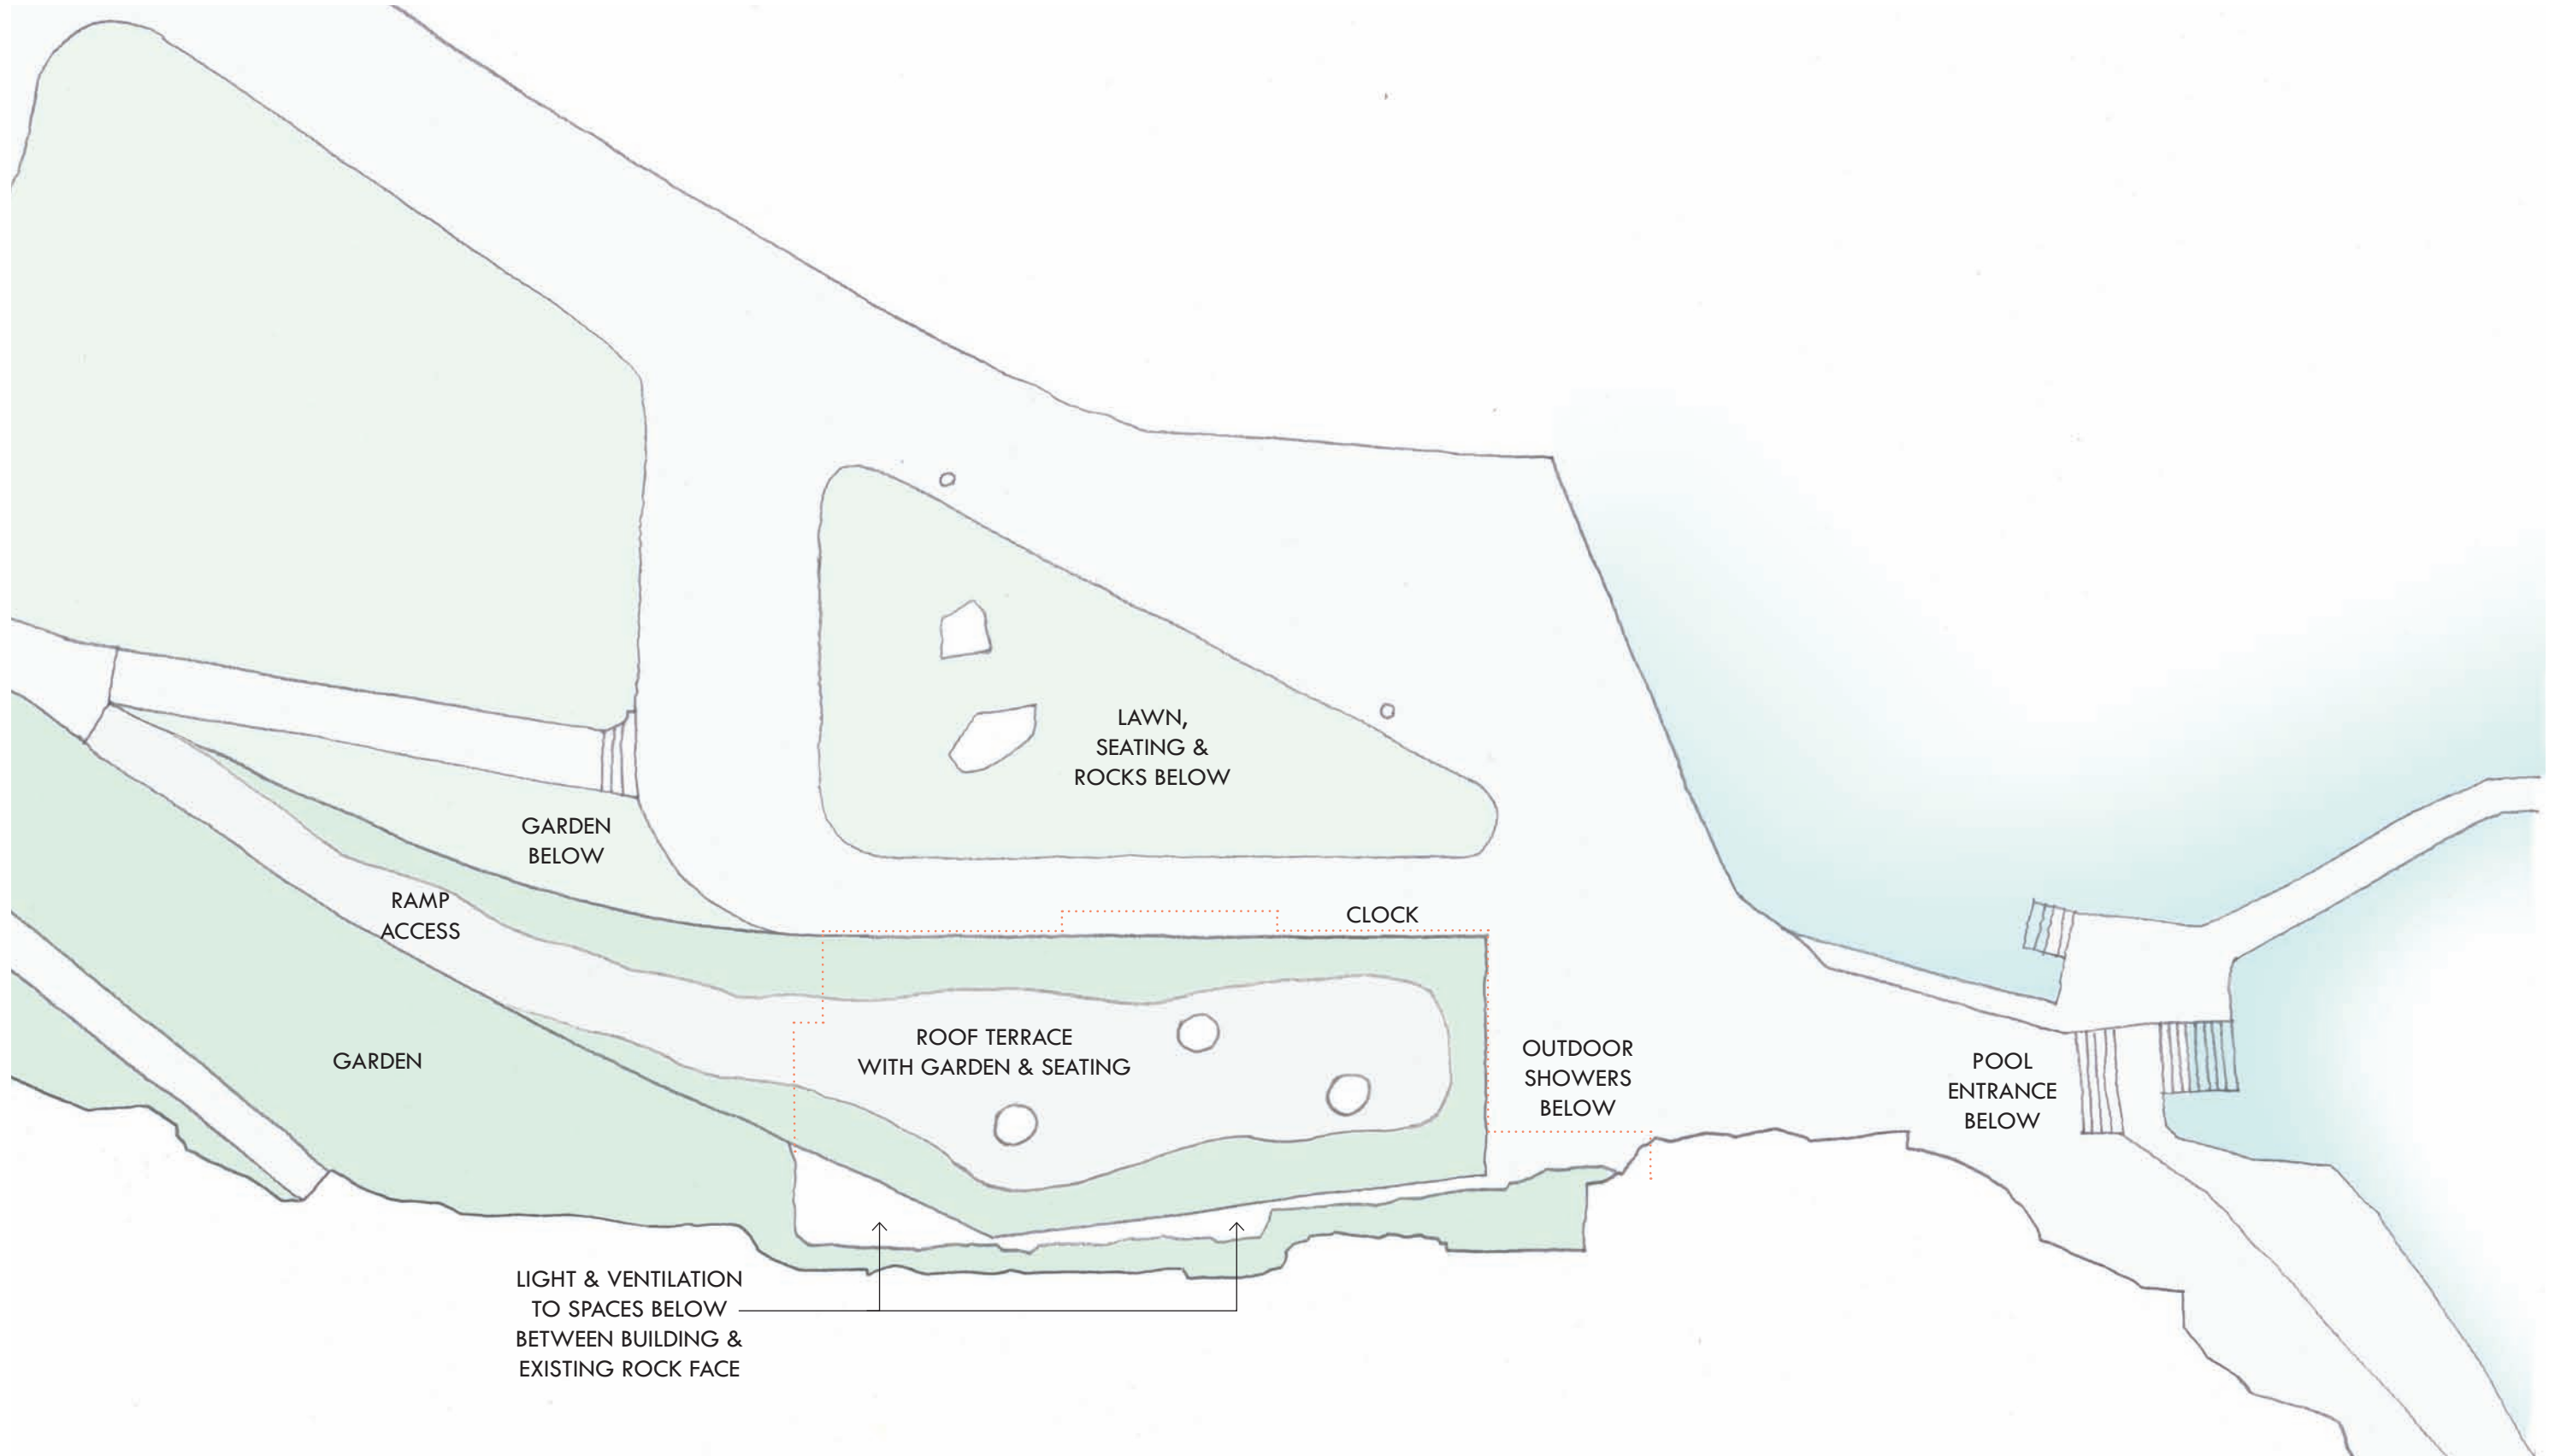 LAWN,
SEATING &
ROCKS BELOW
GARDEN
BELOW
RAMP
ACCESS
CLOCK
ROOF TERRACE
WITH GARDEN & SEATING
OUTDOOR
SHOWERS
BELOW
POOL
ENTRANCE
BELOW
GARDEN
LIGHT & VENTILATION
TO SPACES BELOW
BETWEEN BUILDING &
EXISTING ROCK FACE